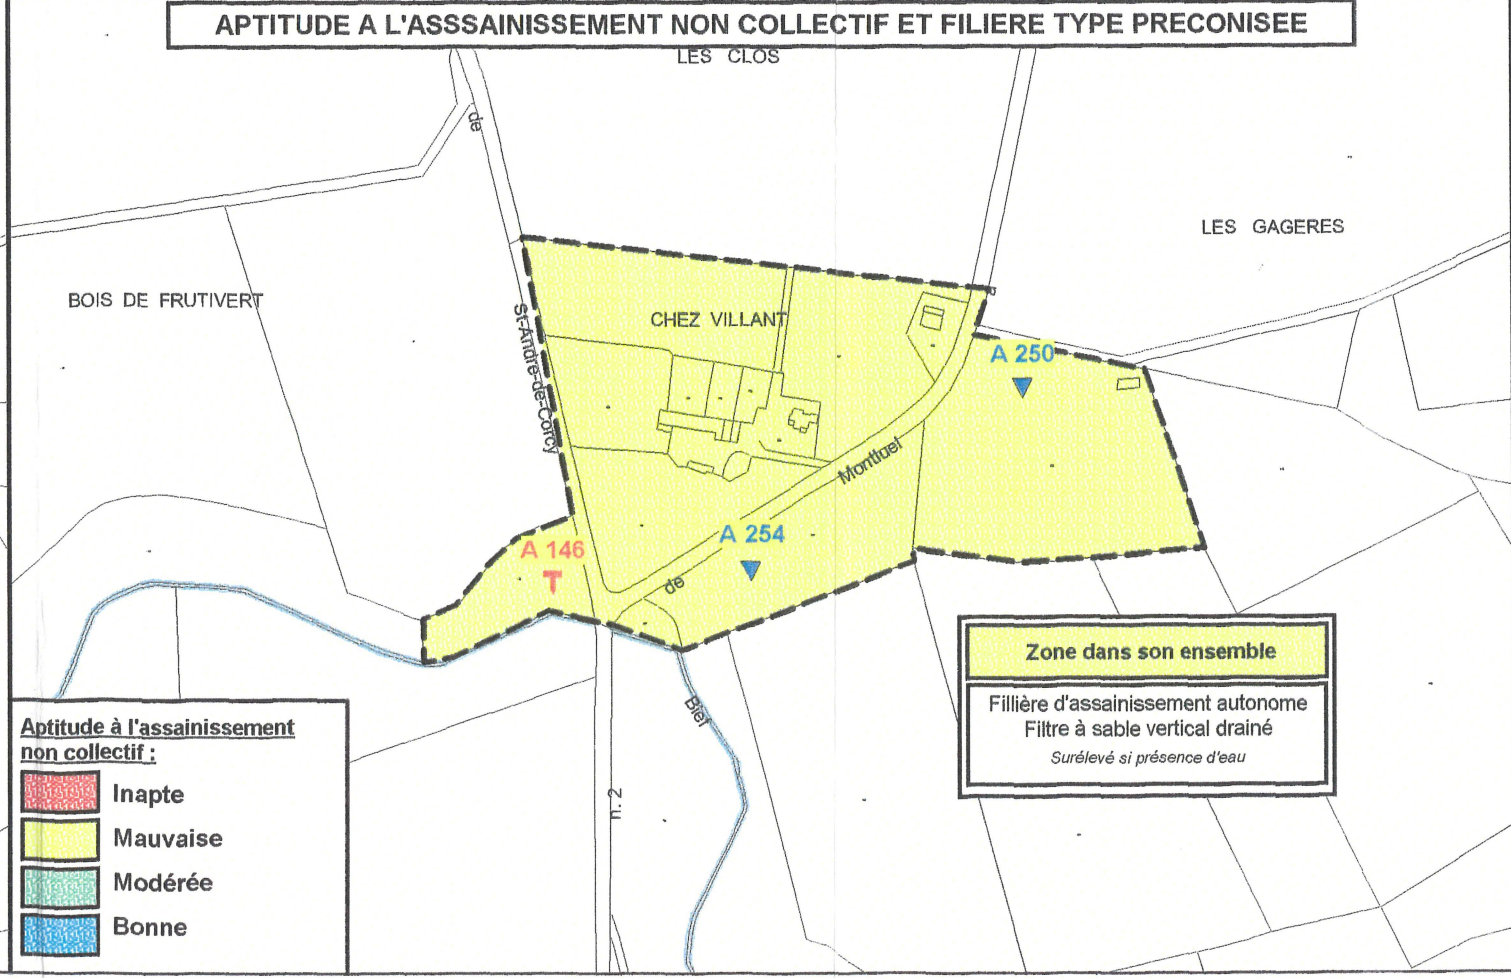 APTITUDE A L'ASSSAINISSEMENT NON COLLECTIF ET FILIERE TYPE PRECONISEE
LES CLOS
de
LES GAGERES
BOIS DE FRUTIVERT
CHEZ VILLANT
St-André-de-Corcy
A 250
Montluel
A 254
A 146
de
Bief
n. 2
Zone dans son ensemble
Fillière d'assainissement autonome
Filtre à sable vertical drainé
Surélevé si présence d'eau
Aptitude à l'assainissement
non collectif :
Inapte
Mauvaise
Modérée
Bonne